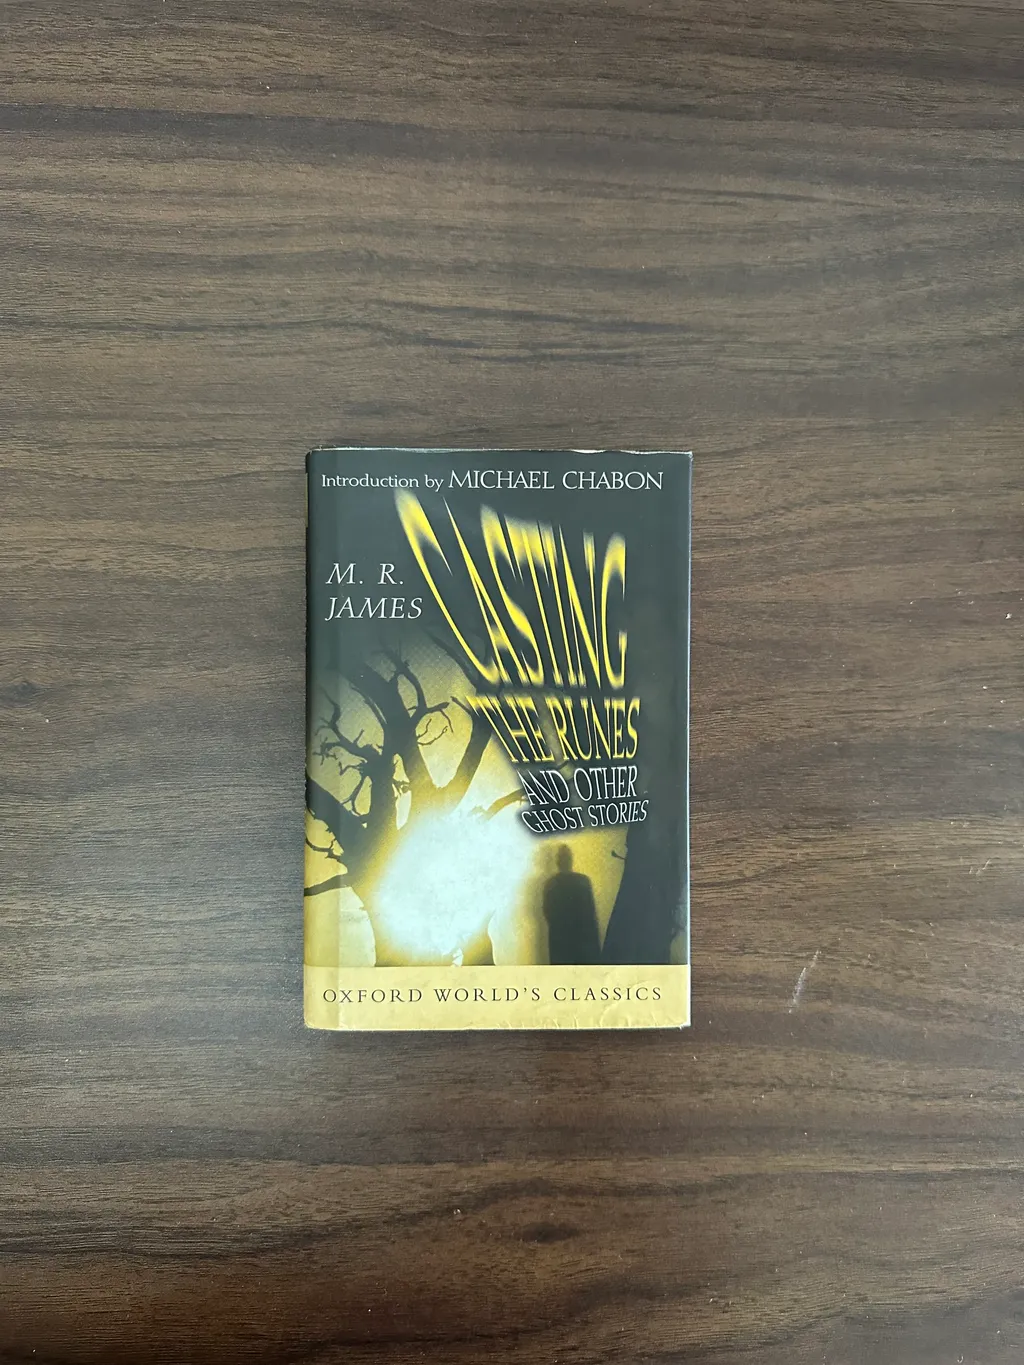 Introduction by MICHAEL CHABON
M. R.
JAMES
CASTING
THE RUNES
AND OTHER
GHOST STORIES
OXFORD WORLD'S CLASSICS